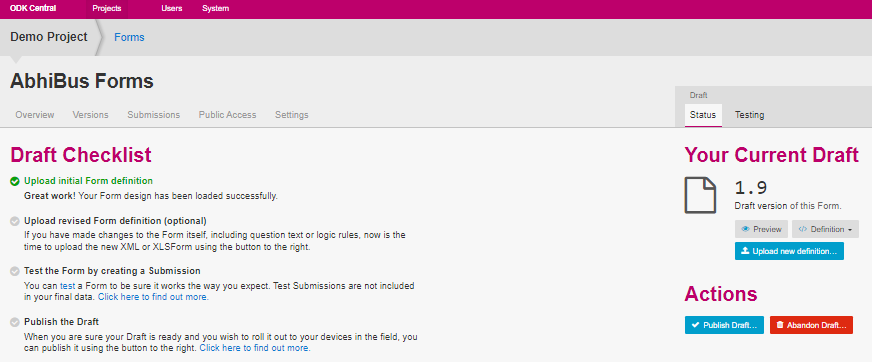 ODK Central Projects Users System
Demo Project Forms
AbhiBus Forms
Overview Versions Submissions Public Access Settings
Draft
Status Testing
Draft Checklist
Upload initial Form definition
Great work! Your Form design has been loaded successfully.
Upload revised Form definition (optional)
If you have made changes to the Form itself, including question text or logic rules, now is the
time to upload the new XML or XLSForm using the button to the right.
Test the Form by creating a Submission
You can test a Form to be sure it works the way you expect. Test Submissions are not included
in your final data. Click here to find out more.
Publish the Draft
When you are sure your Draft is ready and you wish to roll it out to your devices in the field, you
can publish it using the button to the right. Click here to find out more.
Your Current Draft
1.9
Draft version of this Form.
Preview </> Definition
Upload new definition...
Actions
Publish Draft... Abandon Draft...